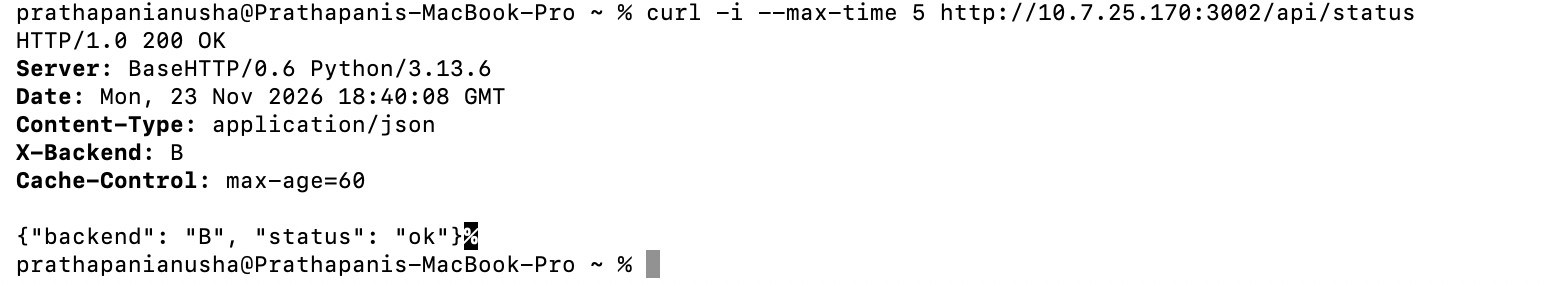 prathapanianusha@Prathapanis-MacBook-Pro ~ % curl -i --max-time 5 http://10.7.25.170:3002/api/status
HTTP/1.0 200 OK
Server: BaseHTTP/0.6 Python/3.13.6
Date: Mon, 23 Nov 2026 18:40:08 GMT
Content-Type: application/json
X-Backend: B
Cache-Control: max-age=60

{"backend": "B", "status": "ok"}%
prathapanianusha@Prathapanis-MacBook-Pro ~ %